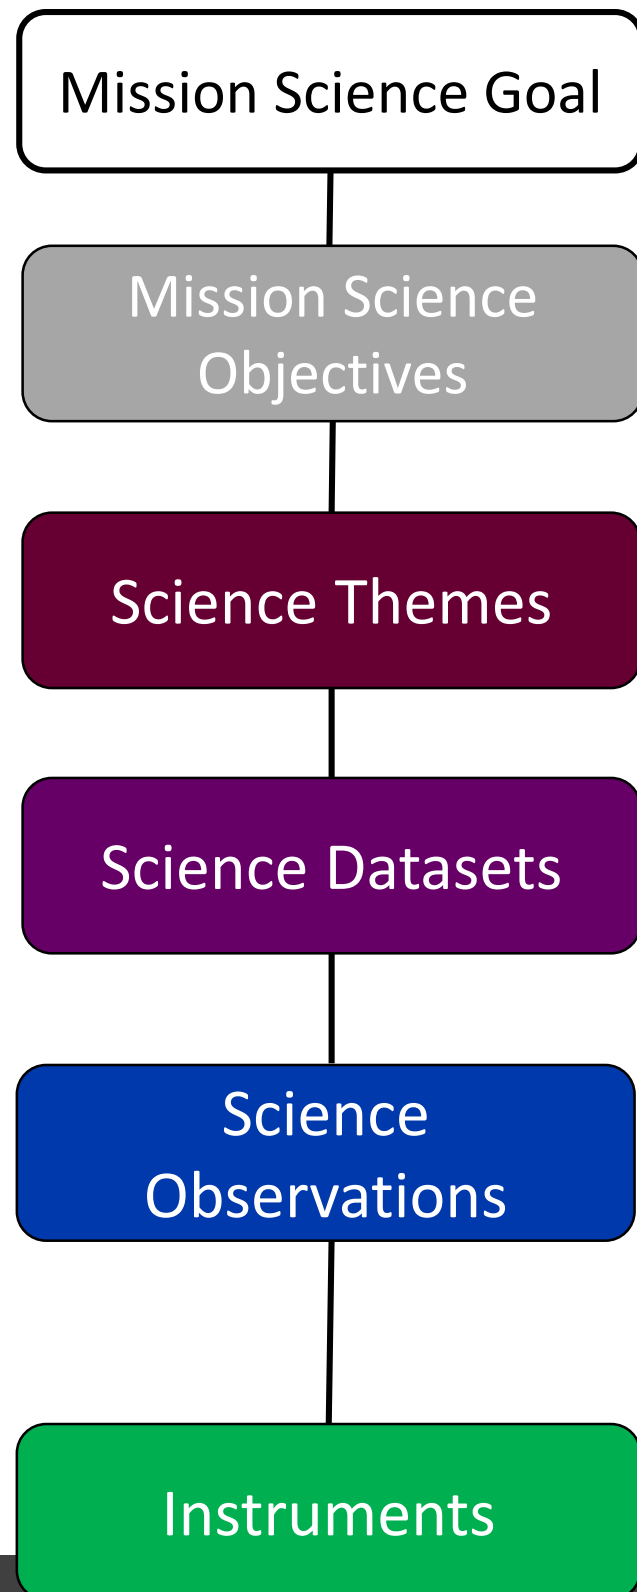 Mission Science Goal
Mission Science
Objectives
Science Themes
Science Datasets
Science
Observations
Instruments